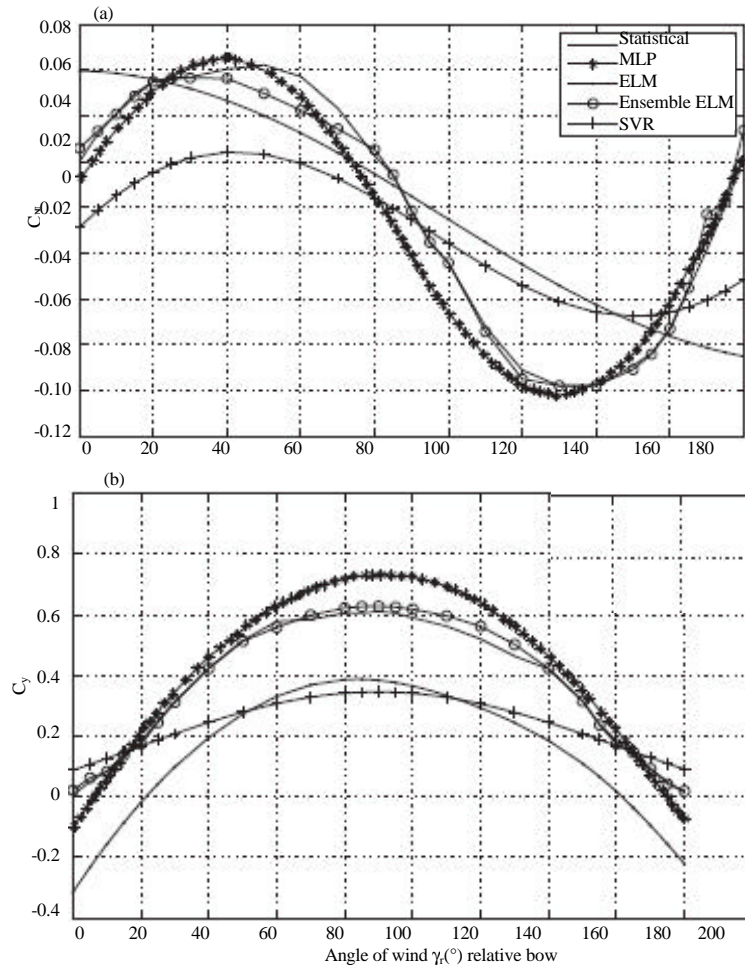 (a)
0.08
0.06
0.04
0.02
0
-0.02
-0.04
-0.06
-0.08
-0.10
-0.12
Statistical
MLP
ELM
Ensemble ELM
SVR
0 20 40 60 80 100 120 140 160 180
(b)
1
0.8
0.6
0.4
0.2
0
-0.2
-0.4
C_y
0 20 40 60 80 100 120 140 160 190 200
Angle of wind γ_r(°) relative bow